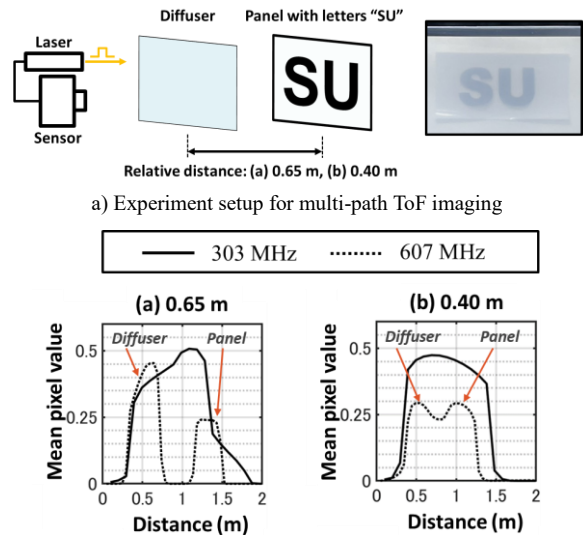 Diffuser
Panel with letters “SU”
Laser
Sensor
SU
SU
Relative distance: (a) 0.65 m, (b) 0.40 m
a) Experiment setup for multi-path ToF imaging
303 MHz 607 MHz
(a) 0.65 m
(b) 0.40 m
Diffuser Panel
Diffuser Panel
Mean pixel value
0.5
0.25
0
0 0.5 1 1.5 2
Distance (m)
Mean pixel value
0.5
0.25
0
0 0.5 1 1.5 2
Distance (m)